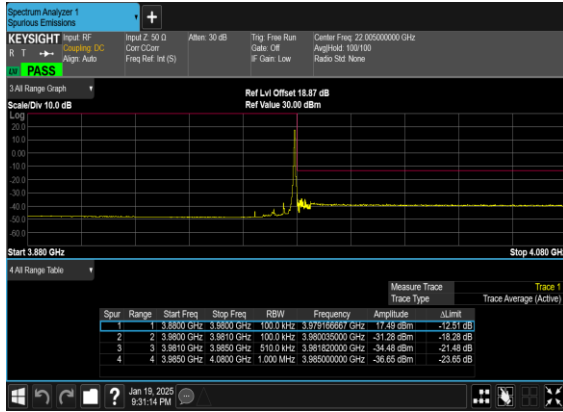 Spectrum Analyzer 1
Spurious Emissions
+
KEYSIGHT Input: RF Input Z: 50 Ω Atten: 30 dB Trig: Free Run Center Freq: 22.005000000 GHz
R T Coupling: DC Corr CCorr Gate: Off Avg|Hold: 100/100
Align: Auto Freq Ref: Int (S) IF Gain: Low Radio Std: None
PASS
3 All Range Graph
Ref Lvl Offset 18.87 dB
Scale/Div 10.0 dB Ref Value 30.00 dBm
Log
20.0
10.0
0.00
-10.0
-20.0
-30.0
-40.0
-50.0
-60.0
Start 3.880 GHz Stop 4.080 GHz
4 All Range Table
Measure Trace Trace 1
Trace Type Trace Average (Active)
Spur Range Start Freq Stop Freq RBW Frequency Amplitude ΔLimit
1 1 3.8800 GHz 3.9800 GHz 100.0 kHz 3.979166667 GHz 17.49 dBm -12.51 dB
2 2 3.9800 GHz 3.9810 GHz 100.0 kHz 3.980035000 GHz -31.28 dBm -18.28 dB
3 3 3.9810 GHz 3.9850 GHz 510.0 kHz 3.981820000 GHz -34.48 dBm -21.48 dB
4 4 3.9850 GHz 4.0800 GHz 1.000 MHz 3.985000000 GHz -36.65 dBm -23.65 dB
? Jan 19, 2025
9:31:14 PM